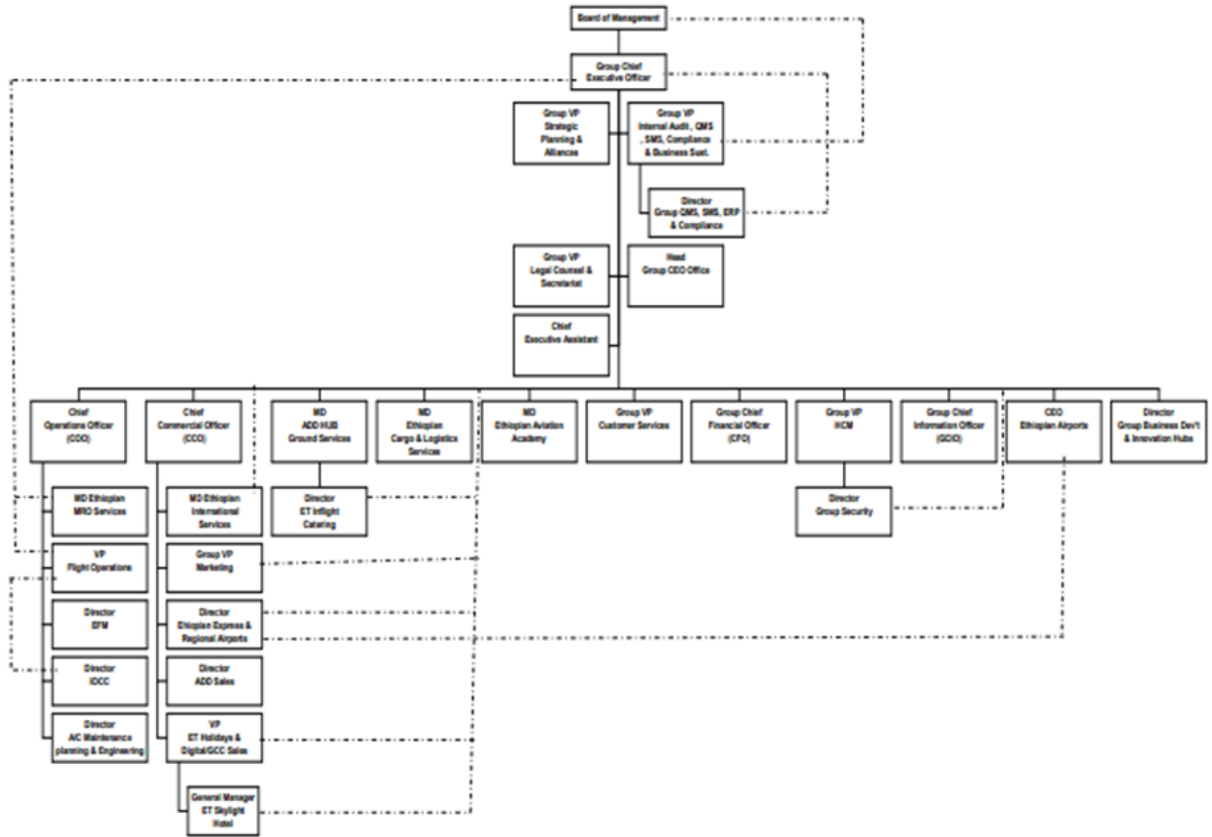 Board of Management
Group Chief
Executive Officer
Group VP
Strategic
Planning &
Alliances
Group VP
Internal Audit , QMS
, SMS, Compliance
& Business Sust.
Director
Group QMS, SMS, ERP
& Compliance
Group VP
Legal Counsel &
Secretariat
Head
Group CEO Office
Chief
Executive Assistant
Chief
Operations Officer
(COO)
Chief
Commercial Officer
(CCO)
MD
ADD HUB
Ground Services
MD
Ethiopian
Cargo & Logistics
Services
MD
Ethiopian Aviation
Academy
Group VP
Customer Services
Group Chief
Financial Officer
(CFO)
Group VP
HCM
Group Chief
Information Officer
(GCIO)
CEO
Ethiopian Airports
Director
Group Business Dev't
& Innovation Hubs
MD Ethiopian
MRO Services
MD Ethiopian
International
Services
Director
ET Inflight
Catering
Director
Group Security
VP
Flight Operations
Group VP
Marketing
Director
EFM
Director
Ehiopian Express &
Regional Airports
Director
IOCC
Director
ADD Sales
Director
A/C Maintenance
planning & Engineering
VP
ET Holidays &
Digital/GCC Sales
General Manager
ET Skylight
Hotel